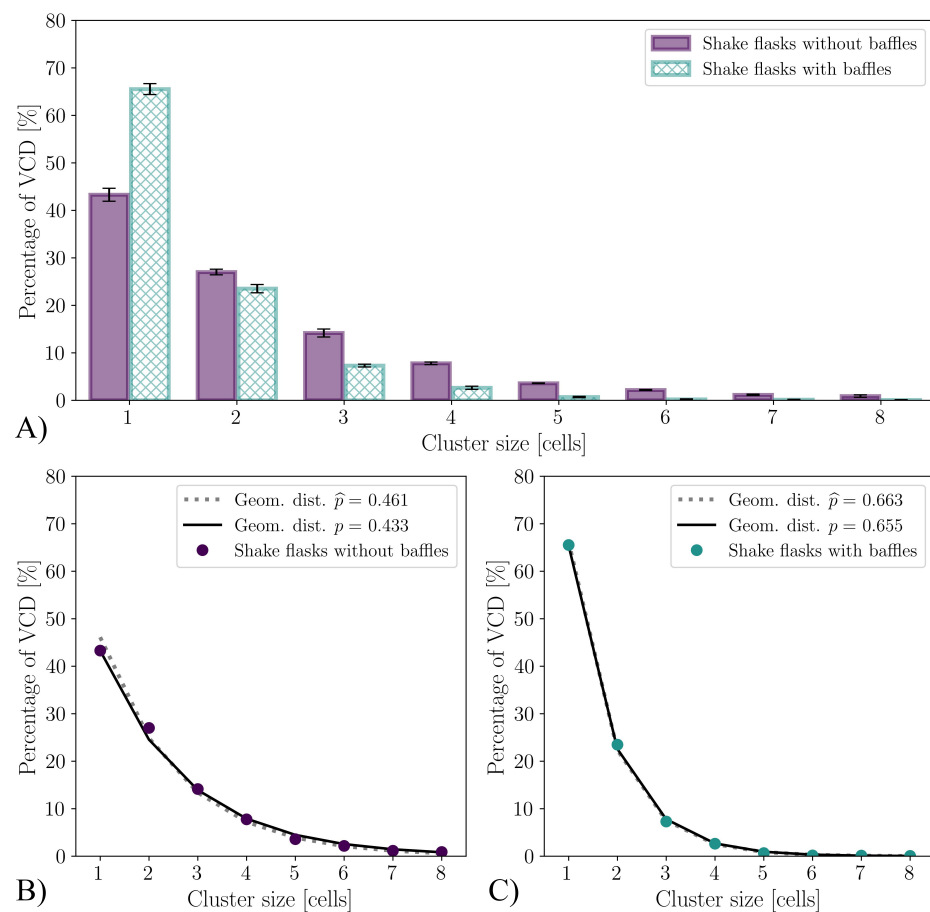 80
70
60
50
40
30
20
10
0
Percentage of VCD [%]
Shake flasks without baffles
Shake flasks with baffles
1 2 3 4 5 6 7 8
Cluster size [cells]
A)
80
70
60
50
40
30
20
10
0
Percentage of VCD [%]
Geom. dist. p̂ = 0.461
Geom. dist. p = 0.433
Shake flasks without baffles
1 2 3 4 5 6 7 8
Cluster size [cells]
B)
80
70
60
50
40
30
20
10
0
Percentage of VCD [%]
Geom. dist. p̂ = 0.663
Geom. dist. p = 0.655
Shake flasks with baffles
1 2 3 4 5 6 7 8
Cluster size [cells]
C)